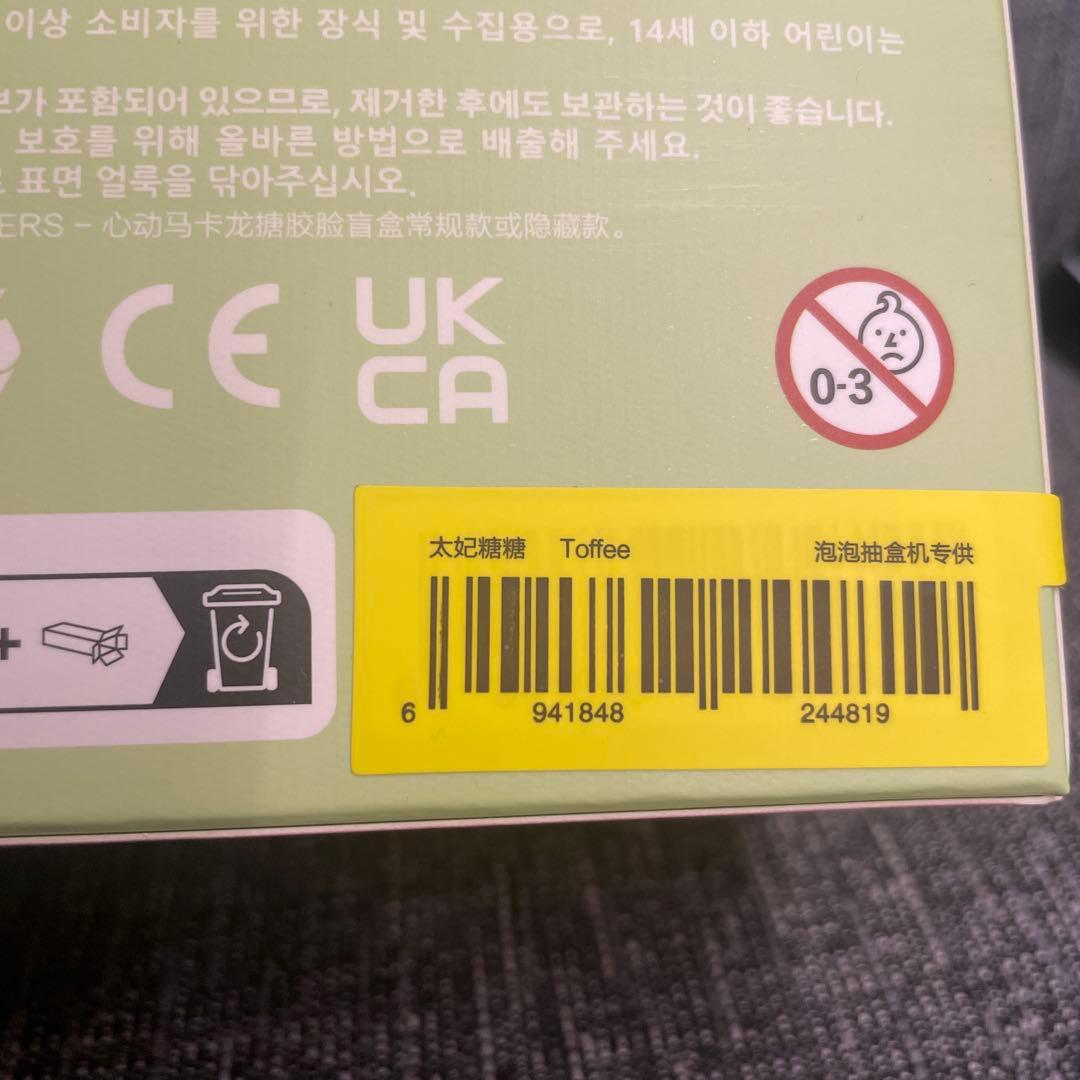 이상 소비자를 위한 장식 및 수집용으로, 14세 이하 어린이는
포함되어 있으므로, 제거한 후에도 보관하는 것이 좋습니다.
보호를 위해 올바른 방법으로 배출해 주세요.
표면 얼룩을 닦아주십시오.
ERS – 心动马卡龙搪胶脸盲盒常规款或隐藏款。
CE
UK
CA
0-3
太妃糖糖 Toffee 泡泡抽盒机专供
6 941848 244819
+